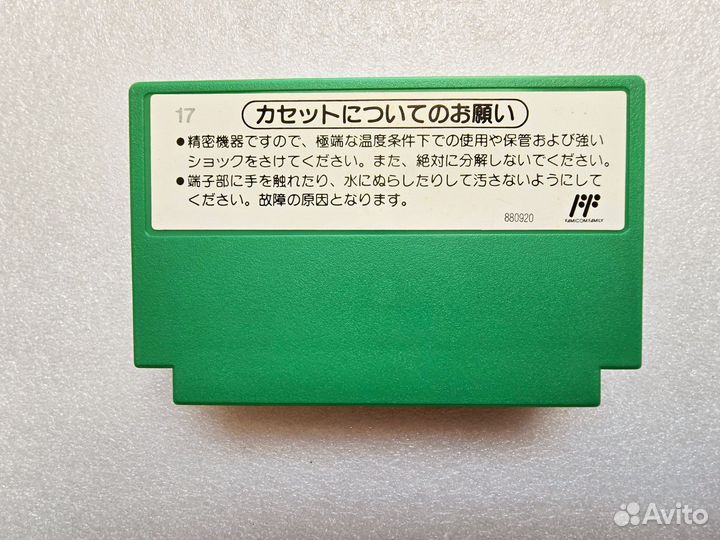 17
カセットについてのお願い
●精密機器ですので、極端な温度条件下での使用や保管および強い
ショックをさけてください。また、絶対に分解しないでください。
●端子部に手を触れたり、水にぬらしたりして汚さないようにして
ください。故障の原因となります。
880920
FAMICOM FAMILY
Avito